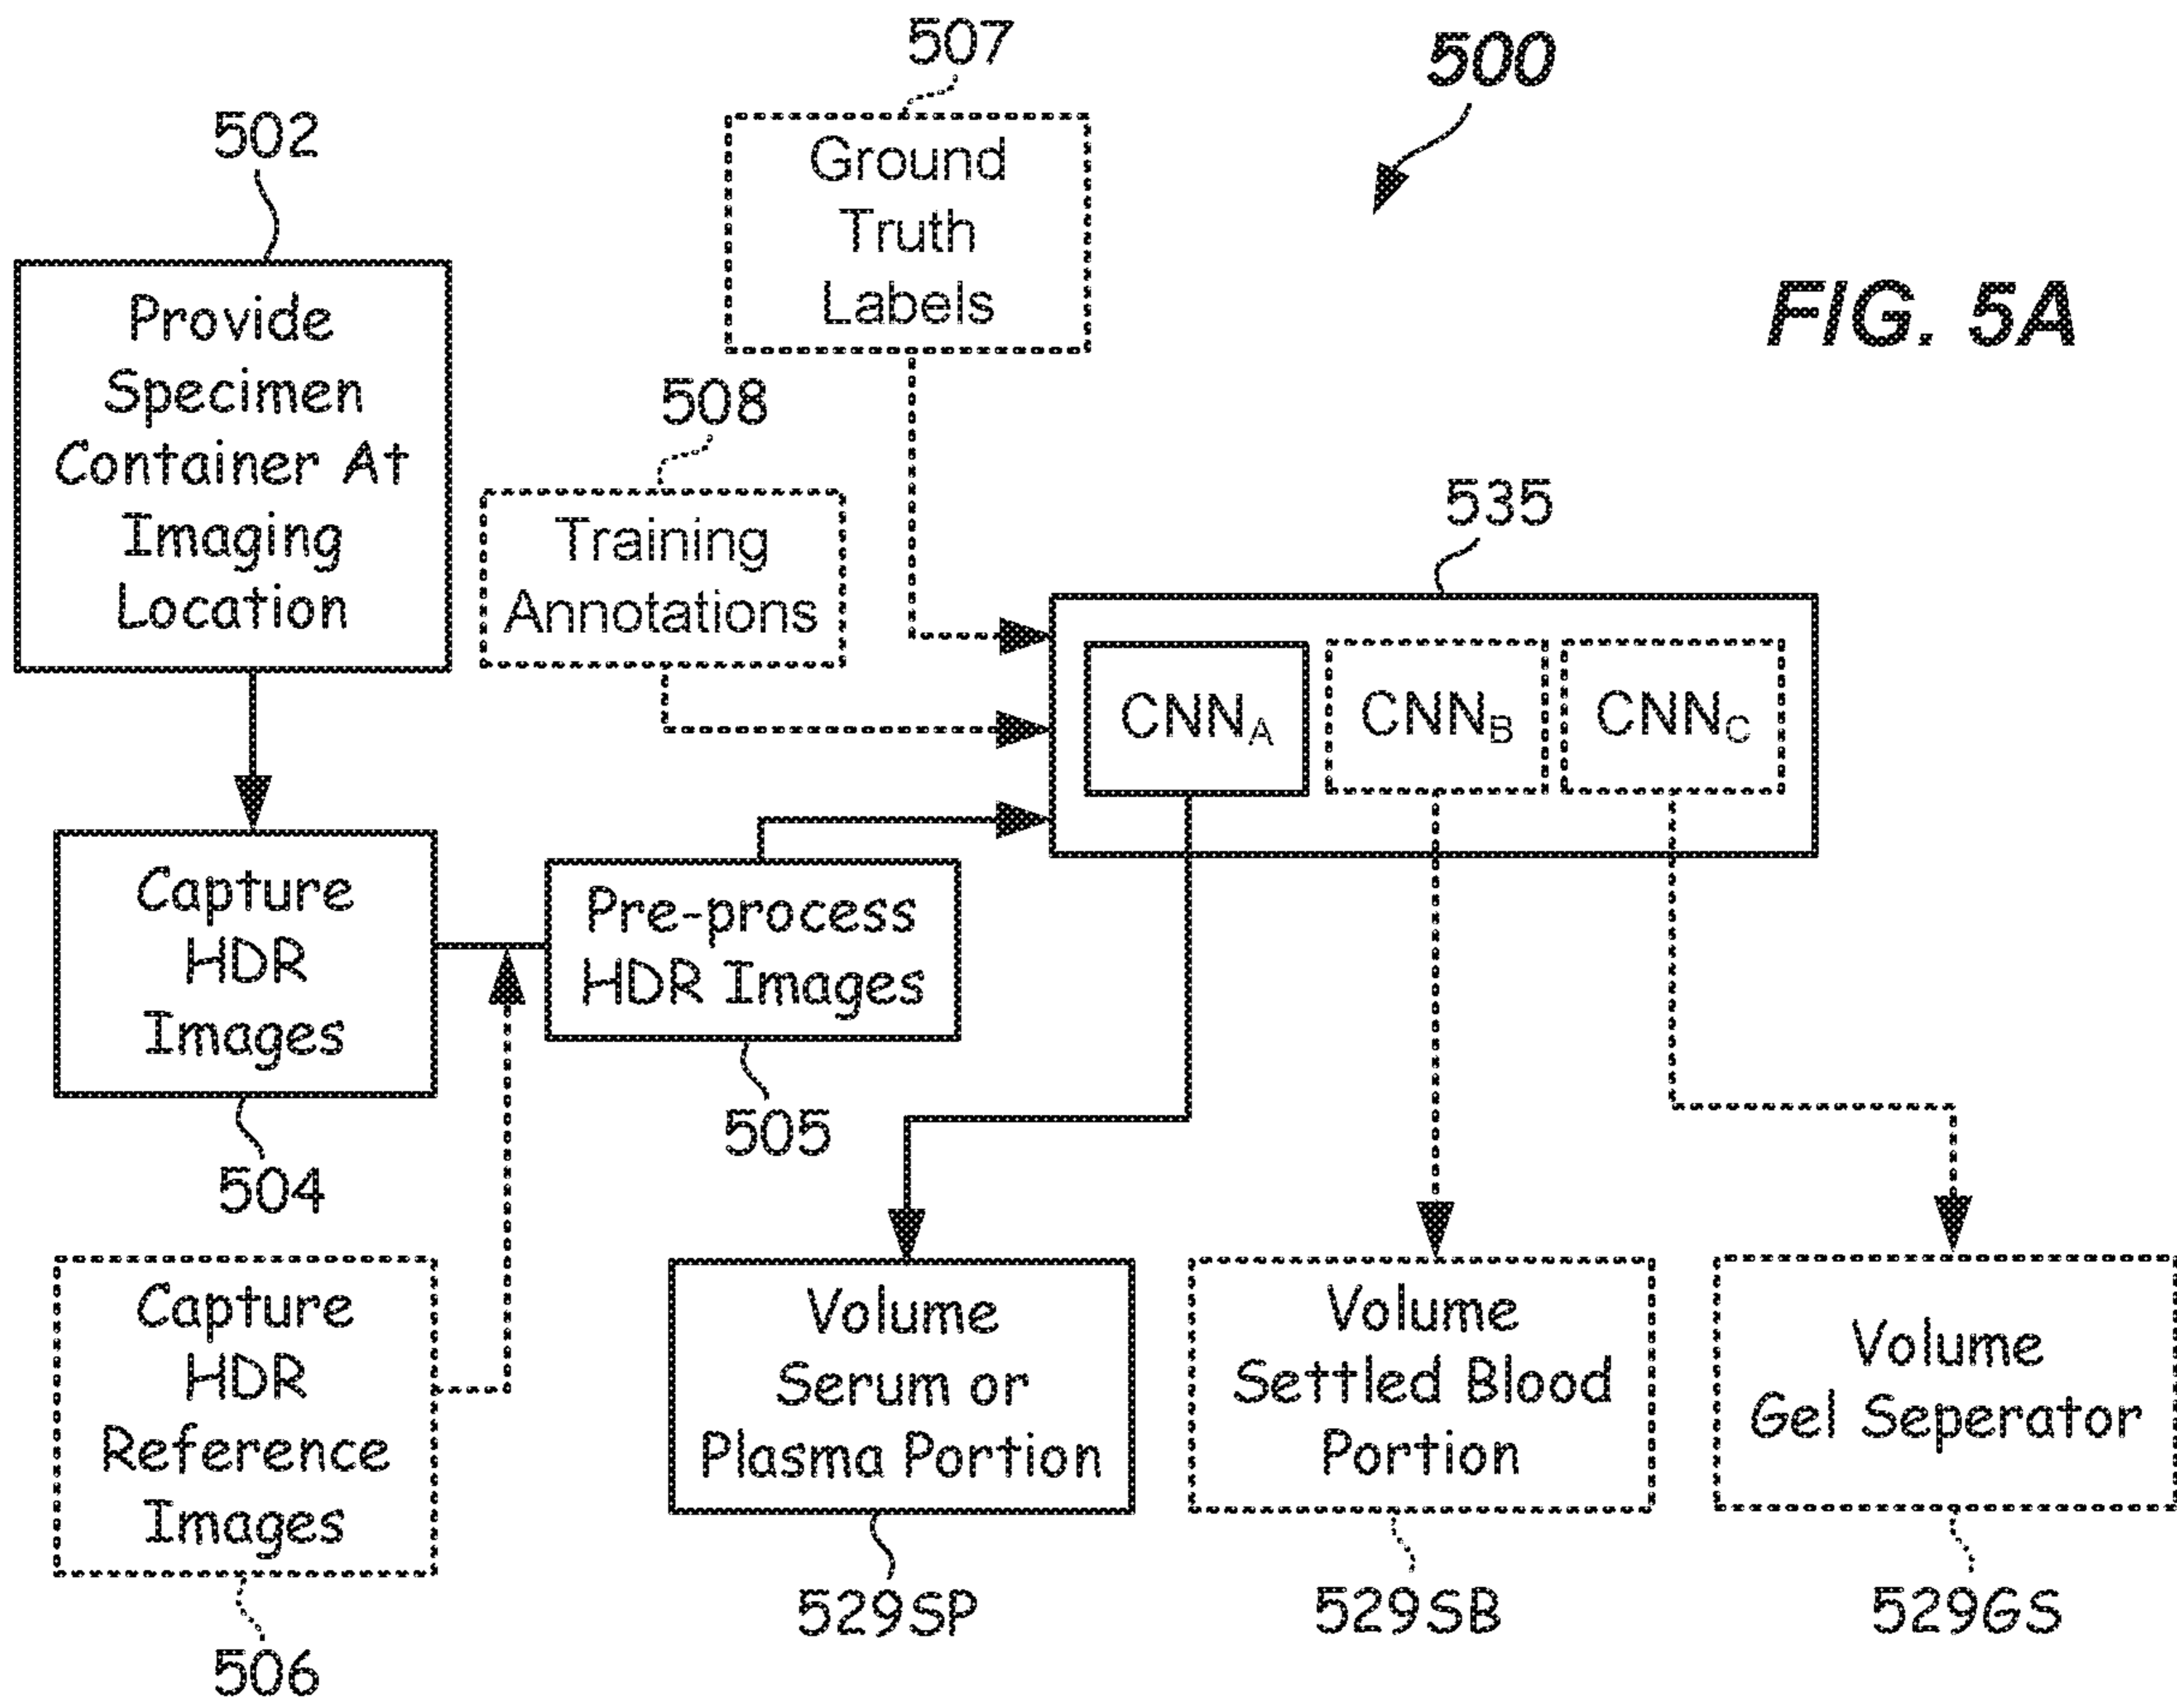 507
500
502
Ground
Truth
Labels
FIG. 5A
Provide
Specimen
Container At
Imaging
Location
508
Training
Annotations
535
CNNA
CNNB
CNNC
Capture
HDR
Images
504
Pre-process
HDR Images
505
Capture
HDR
Reference
Images
506
Volume
Serum or
Plasma Portion
529SP
Volume
Settled Blood
Portion
529SB
Volume
Gel Seperator
529GS